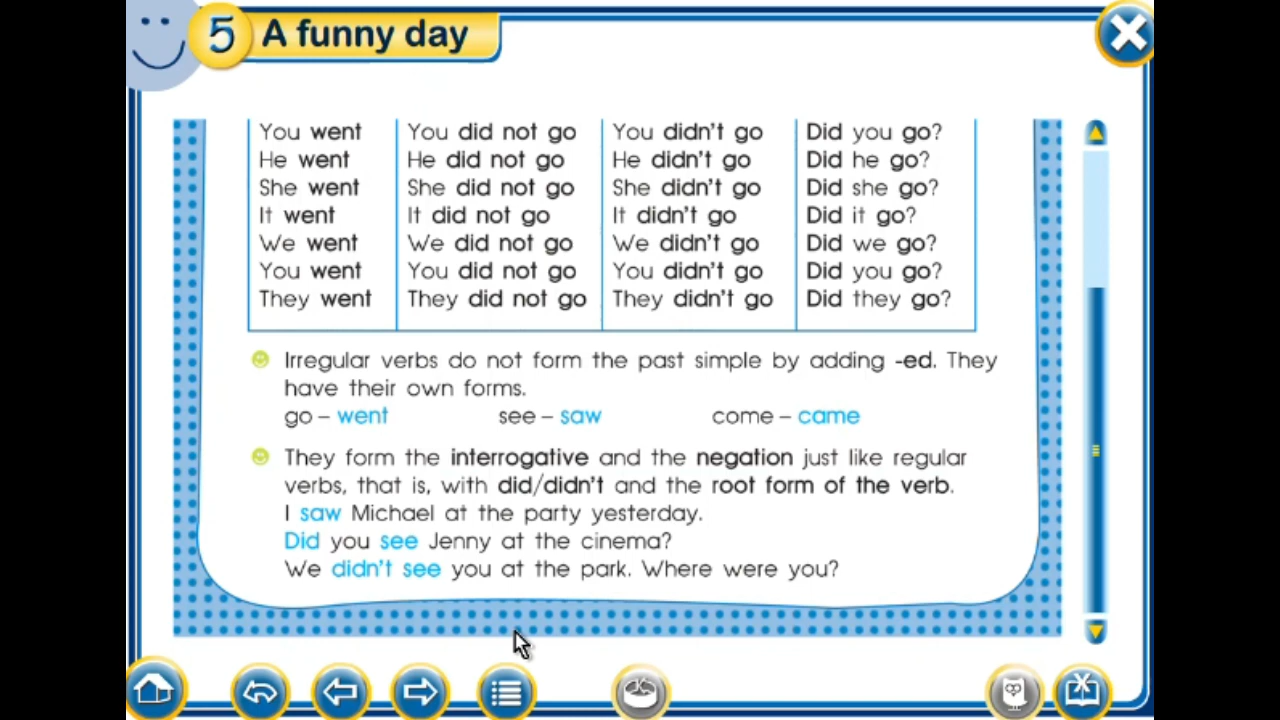 5 A funny day
You went You did not go You didn't go Did you go?
He went He did not go He didn't go Did he go?
She went She did not go She didn't go Did she go?
It went It did not go It didn't go Did it go?
We went We did not go We didn't go Did we go?
You went You did not go You didn't go Did you go?
They went They did not go They didn't go Did they go?
Irregular verbs do not form the past simple by adding -ed. They
have their own forms.
go – went see – saw come – came
They form the interrogative and the negation just like regular
verbs, that is, with did/didn't and the root form of the verb.
I saw Michael at the party yesterday.
Did you see Jenny at the cinema?
We didn't see you at the park. Where were you?